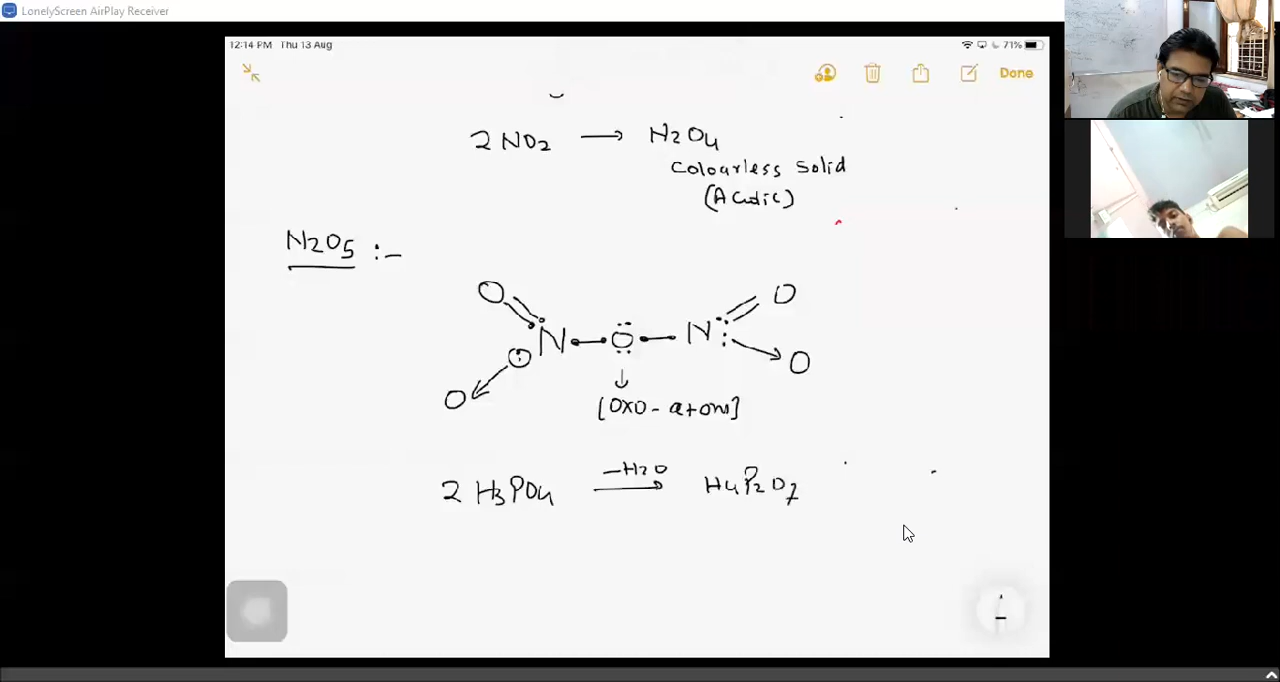 LonelyScreen AirPlay Receiver
12:14 PM Thu 13 Aug
71%
Done
2 NO2 → N2O4
Colourless Solid
(Acidic)
N2O5 :-
O O
N O N
O O
[OXO-atom]
-H2O
2 H3PO4 → H4P2O7